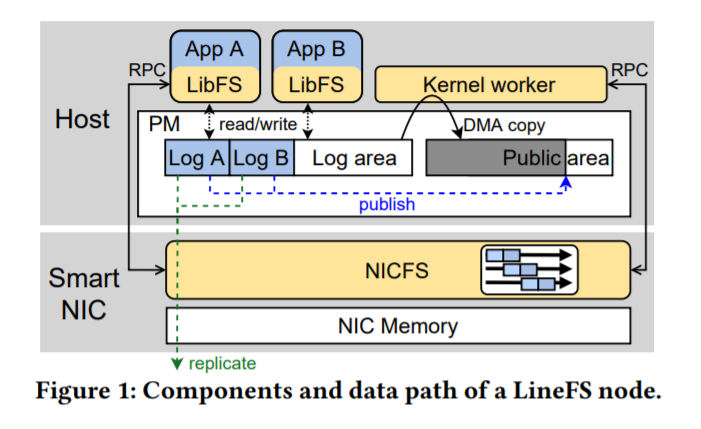 App A
App B
RPC
LibFS
LibFS
Kernel worker
RPC
Host
PM
read/write
DMA copy
Log A
Log B
Log area
Public area
publish
Smart
NIC
NICFS
NIC Memory
replicate
Figure 1: Components and data path of a LineFS node.